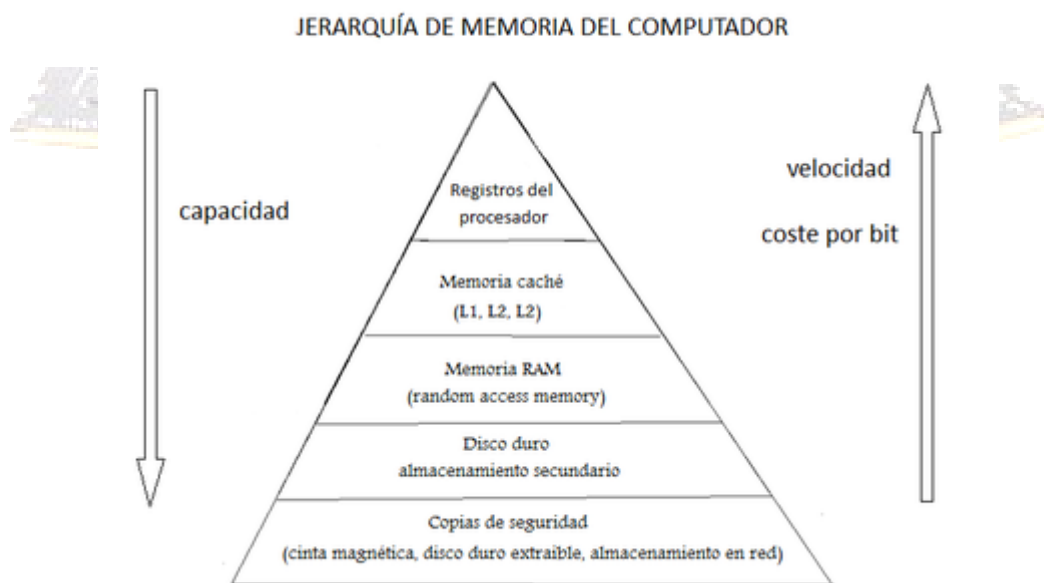 JERARQUÍA DE MEMORIA DEL COMPUTADOR
capacidad
velocidad
coste por bit
Registros del
procesador
Memoria caché
(L1, L2, L2)
Memoria RAM
(random access memory)
Disco duro
almacenamiento secundario
Copias de seguridad
(cinta magnética, disco duro extraible, almacenamiento en red)